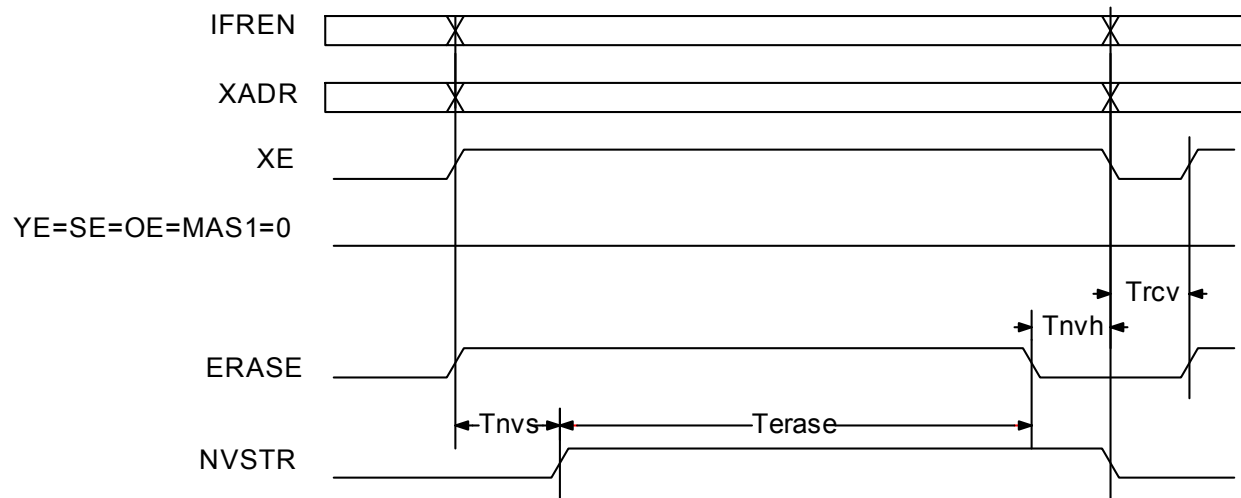 IFREN
XADR
XE
YE=SE=OE=MAS1=0
Trcv
Tnvh
ERASE
Tnvs
Terase
NVSTR